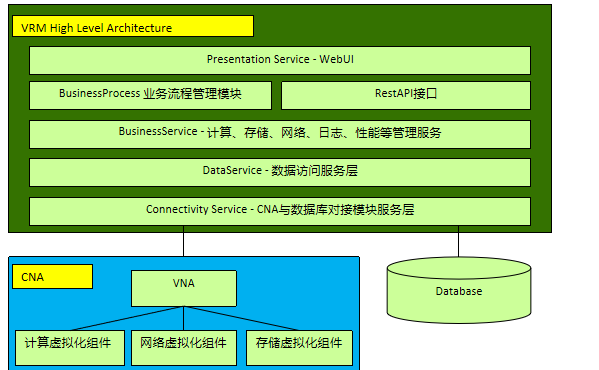 VRM High Level Architecture
Presentation Service - WebUI
BusinessProcess 业务流程管理模块
RestAPI接口
BusinessService - 计算、存储、网络、日志、性能等管理服务
DataService - 数据访问服务层
Connectivity Service - CNA与数据库对接模块服务层
CNA
VNA
Database
计算虚拟化组件
网络虚拟化组件
存储虚拟化组件